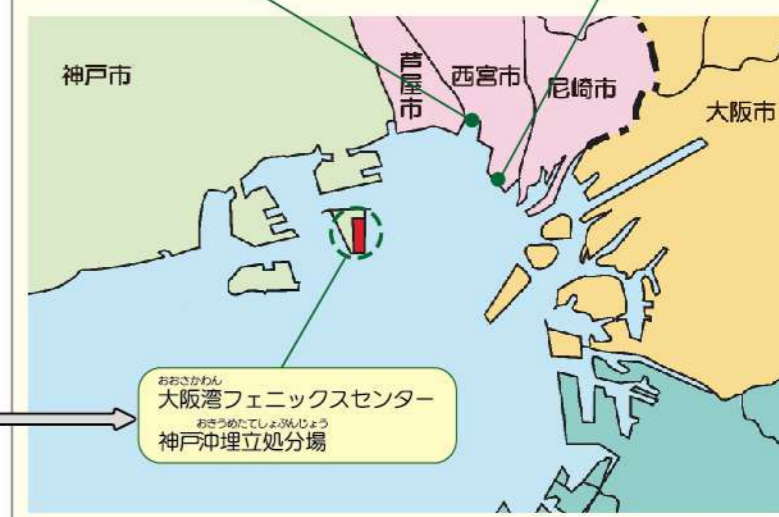 神戸市
芦屋市
西宮市
尼崎市
大阪市
おおさかわん
大阪湾フェニックスセンター
おきうめたてしょぶんじょう
神戸沖埋立処分場